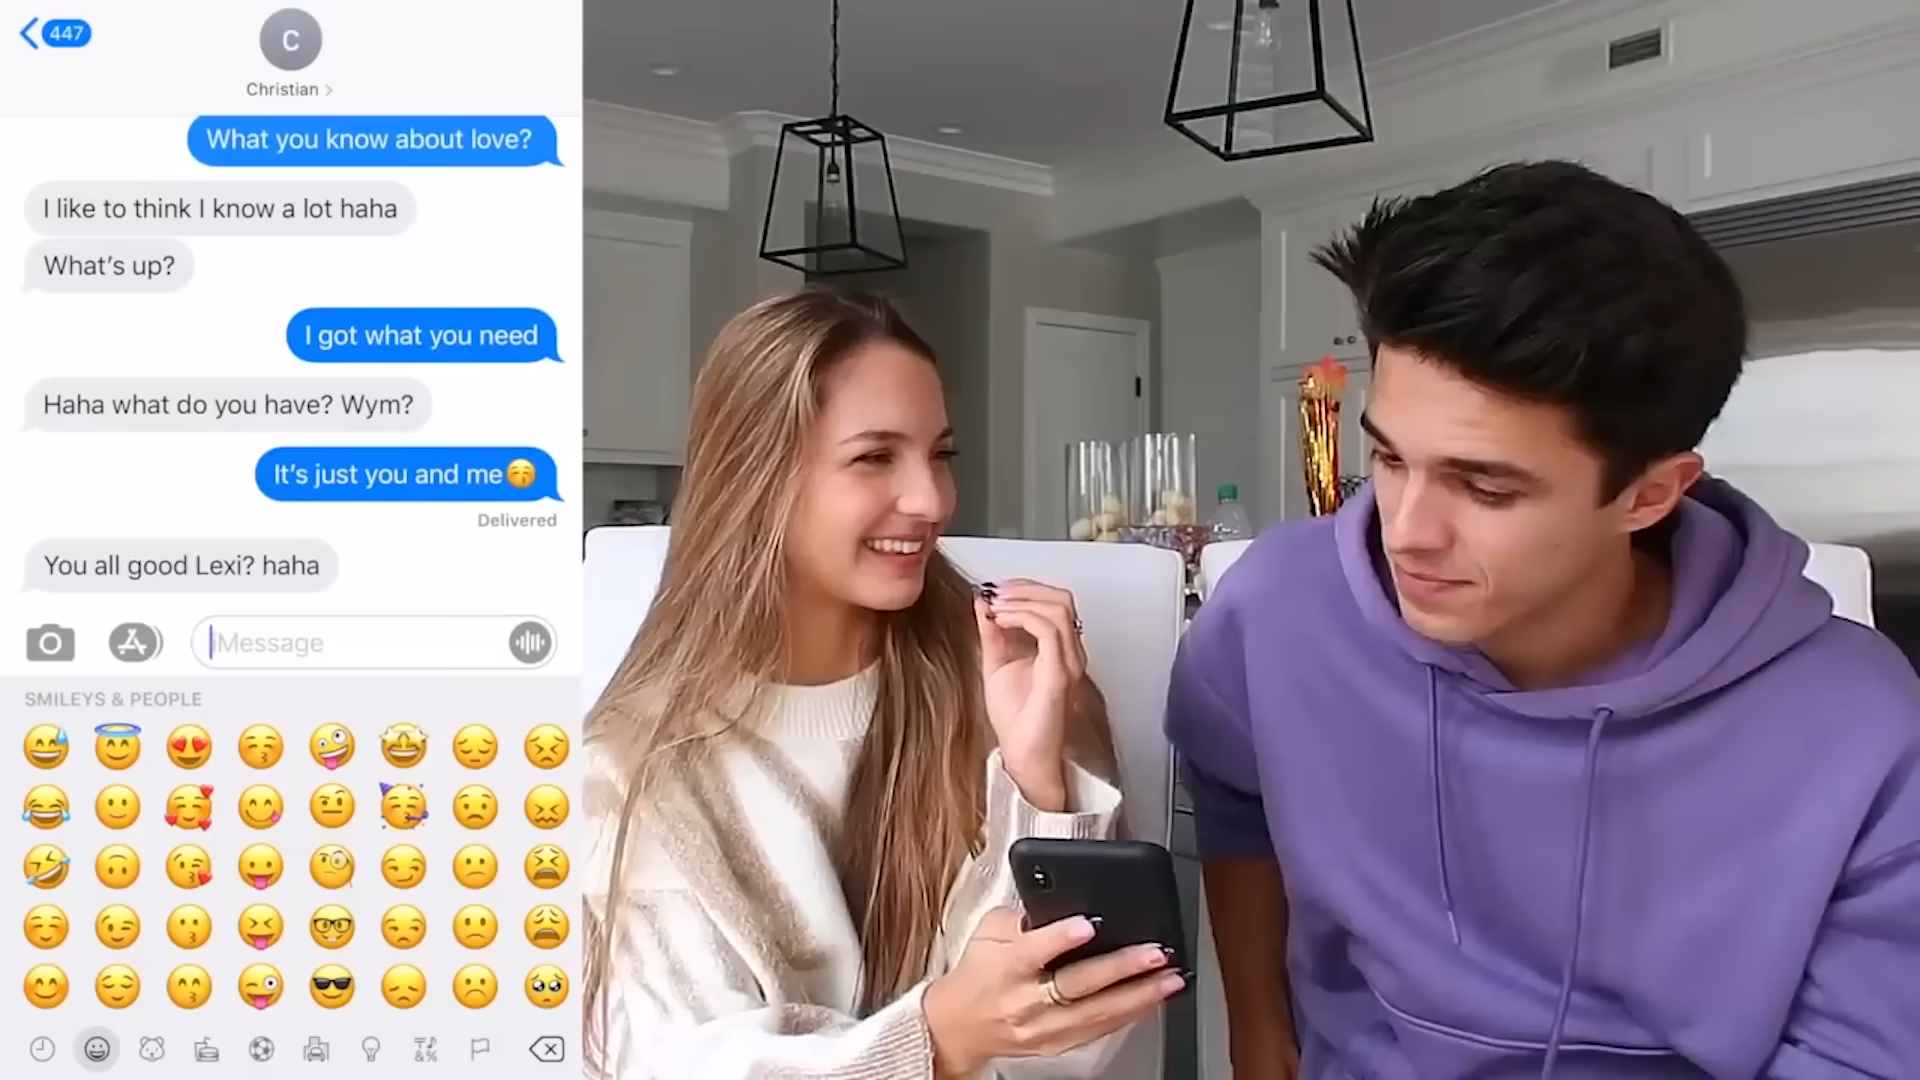 447
C
Christian
What you know about love?
I like to think I know a lot haha
What's up?
I got what you need
Haha what do you have? Wym?
It's just you and me😚
Delivered
You all good Lexi? haha
iMessage
SMILEYS & PEOPLE